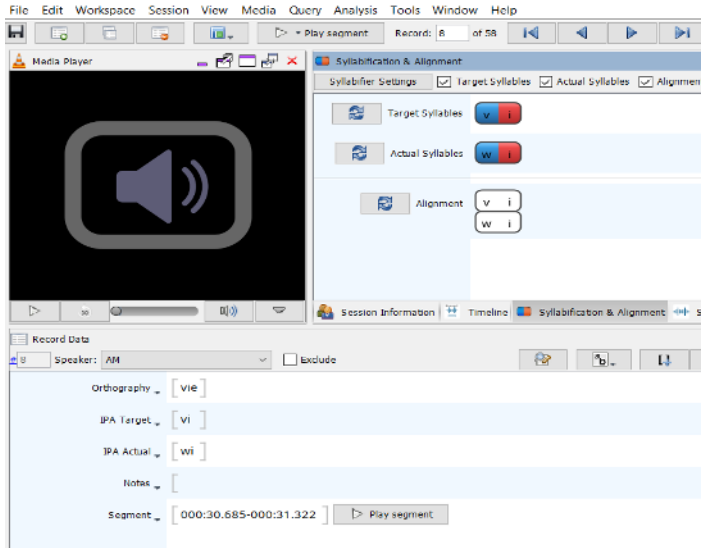 File Edit Workspace Session View Media Query Analysis Tools Window Help
Play segment Record: 8 of 58
Media Player
Syllabification & Alignment
Syllabifier Settings Target Syllables Actual Syllables Alignmen
Target Syllables v i
Actual Syllables w i
Alignment v i
w i
Session Information Timeline Syllabification & Alignment S
Record Data
8 Speaker: AM Exclude
Orthography [ vie ]
IPA Target [ vi ]
IPA Actual [ wi ]
Notes [
Segment [ 000:30.685-000:31.322 ] Play segment